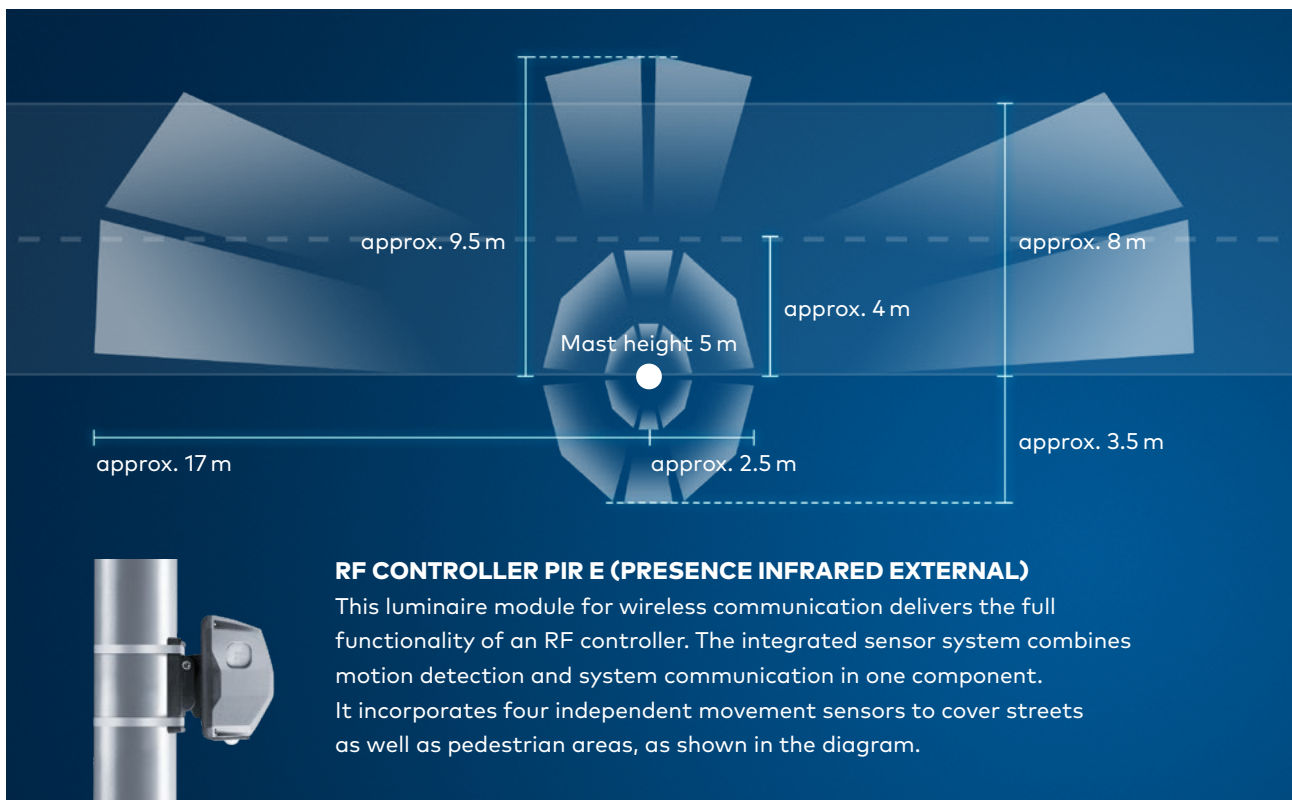 approx. 9.5 m
approx. 8 m
approx. 4 m
Mast height 5 m
approx. 3.5 m
approx. 17 m
approx. 2.5 m
RF CONTROLLER PIR E (PRESENCE INFRARED EXTERNAL)
This luminaire module for wireless communication delivers the full
functionality of an RF controller. The integrated sensor system combines
motion detection and system communication in one component.
It incorporates four independent movement sensors to cover streets
as well as pedestrian areas, as shown in the diagram.